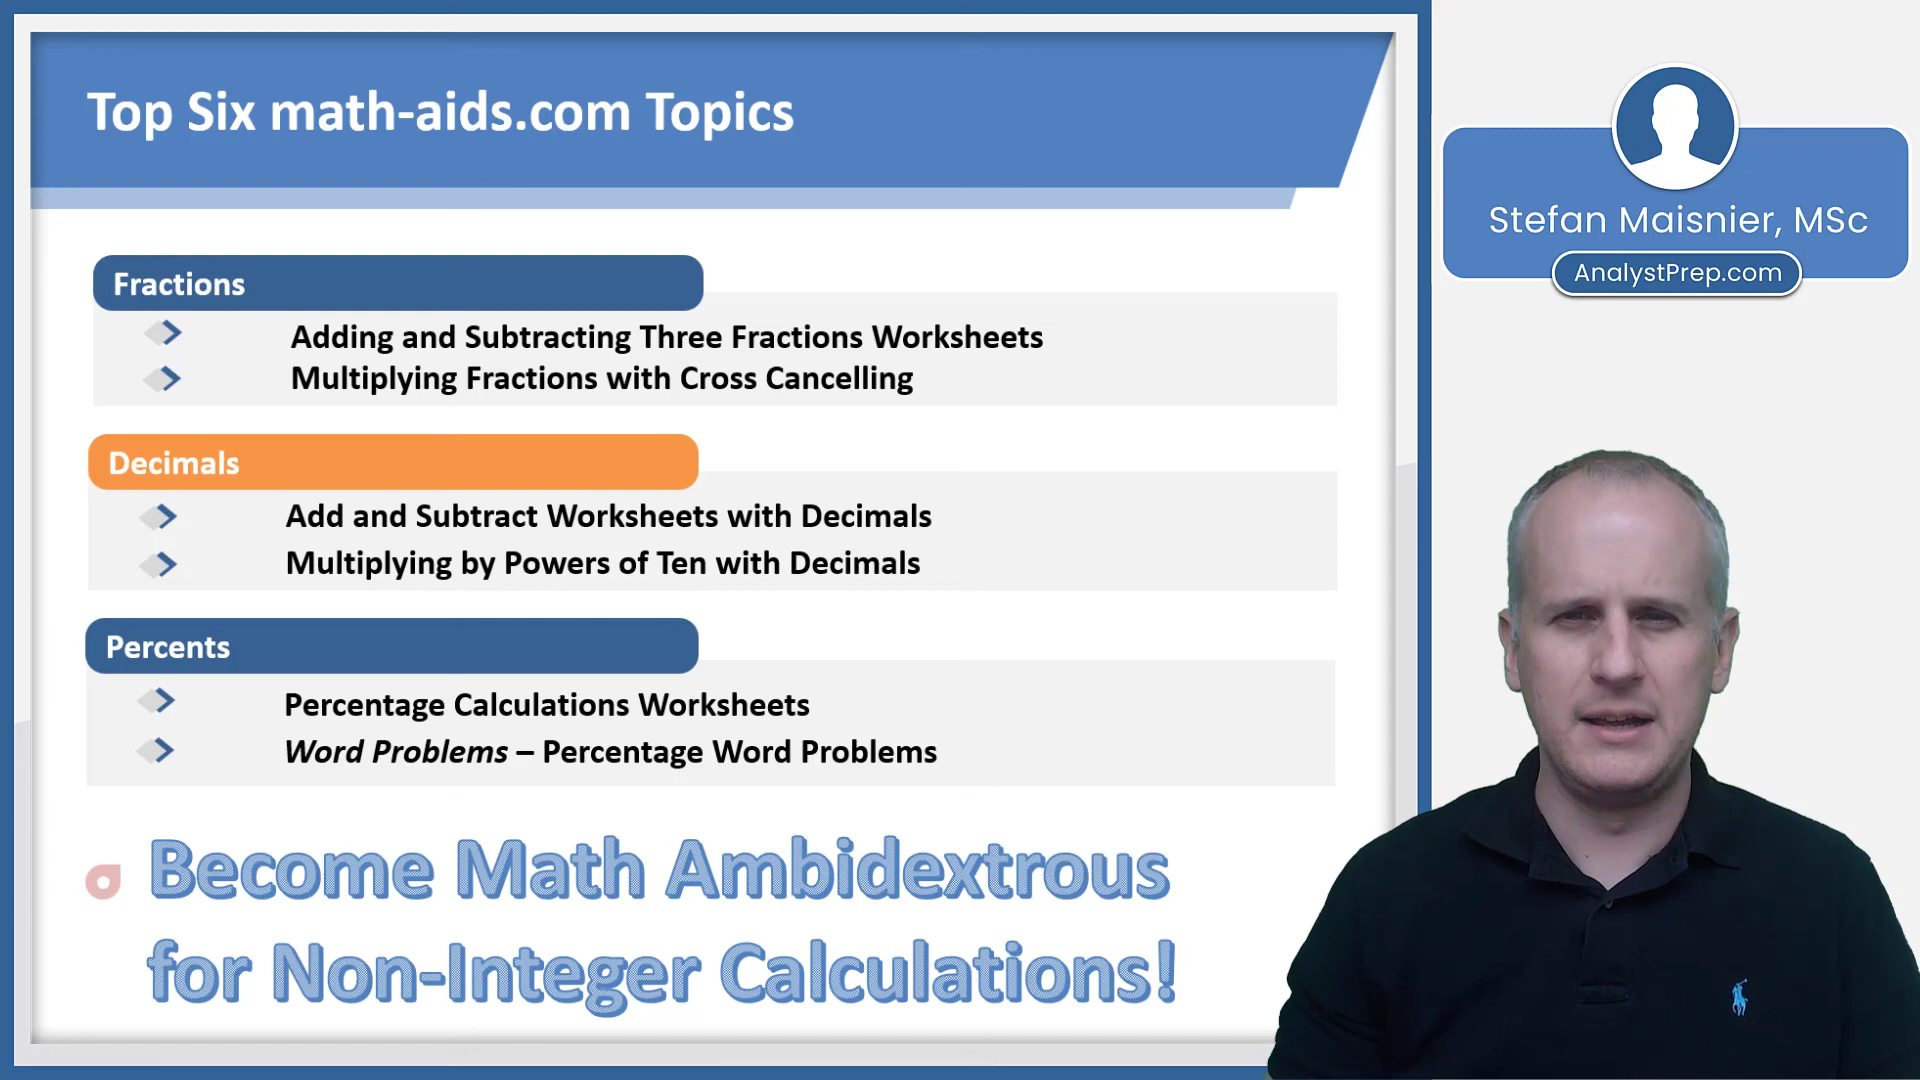 Top Six math-aids.com Topics
Fractions
Adding and Subtracting Three Fractions Worksheets
Multiplying Fractions with Cross Cancelling
Decimals
Add and Subtract Worksheets with Decimals
Multiplying by Powers of Ten with Decimals
Percents
Percentage Calculations Worksheets
Word Problems – Percentage Word Problems
Become Math Ambidextrous
for Non-Integer Calculations!
Stefan Maisnier, MSc
AnalystPrep.com